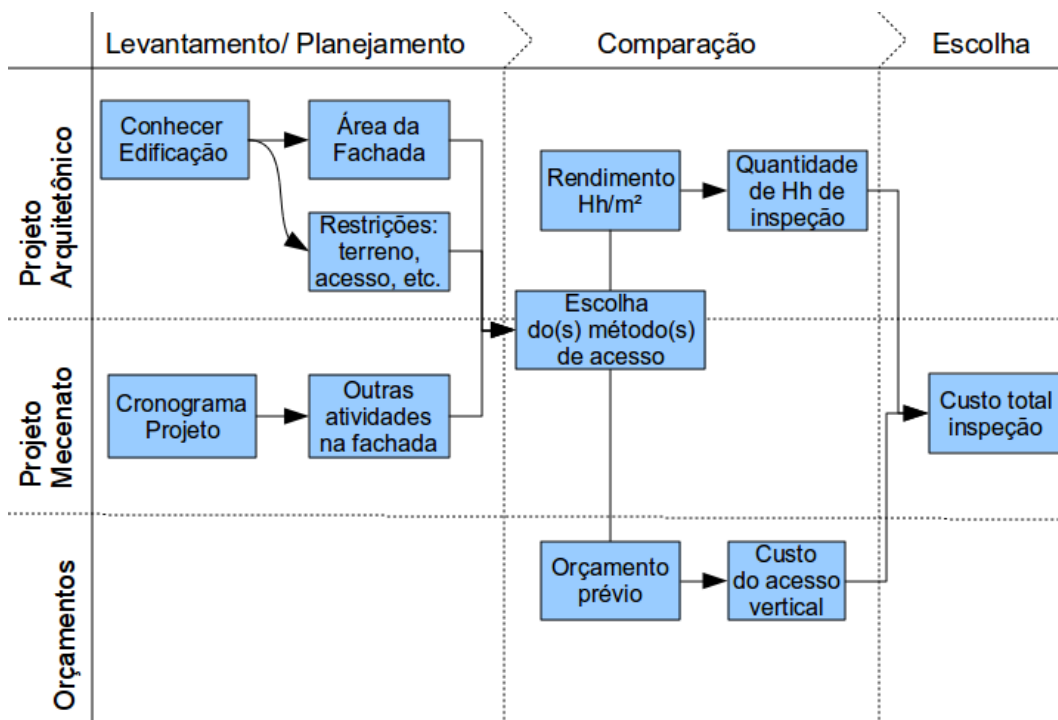 Levantamento/ Planejamento
Comparação
Escolha
Projeto
Arquitetônico
Conhecer
Edificação
Área da
Fachada
Restrições:
terreno,
acesso, etc.
Rendimento
Hh/m²
Quantidade
de Hh de
inspeção
Escolha
do(s) método(s)
de acesso
Projeto
Mecenato
Cronograma
Projeto
Outras
atividades
na fachada
Custo total
inspeção
Orçamentos
Orçamento
prévio
Custo
do acesso
vertical